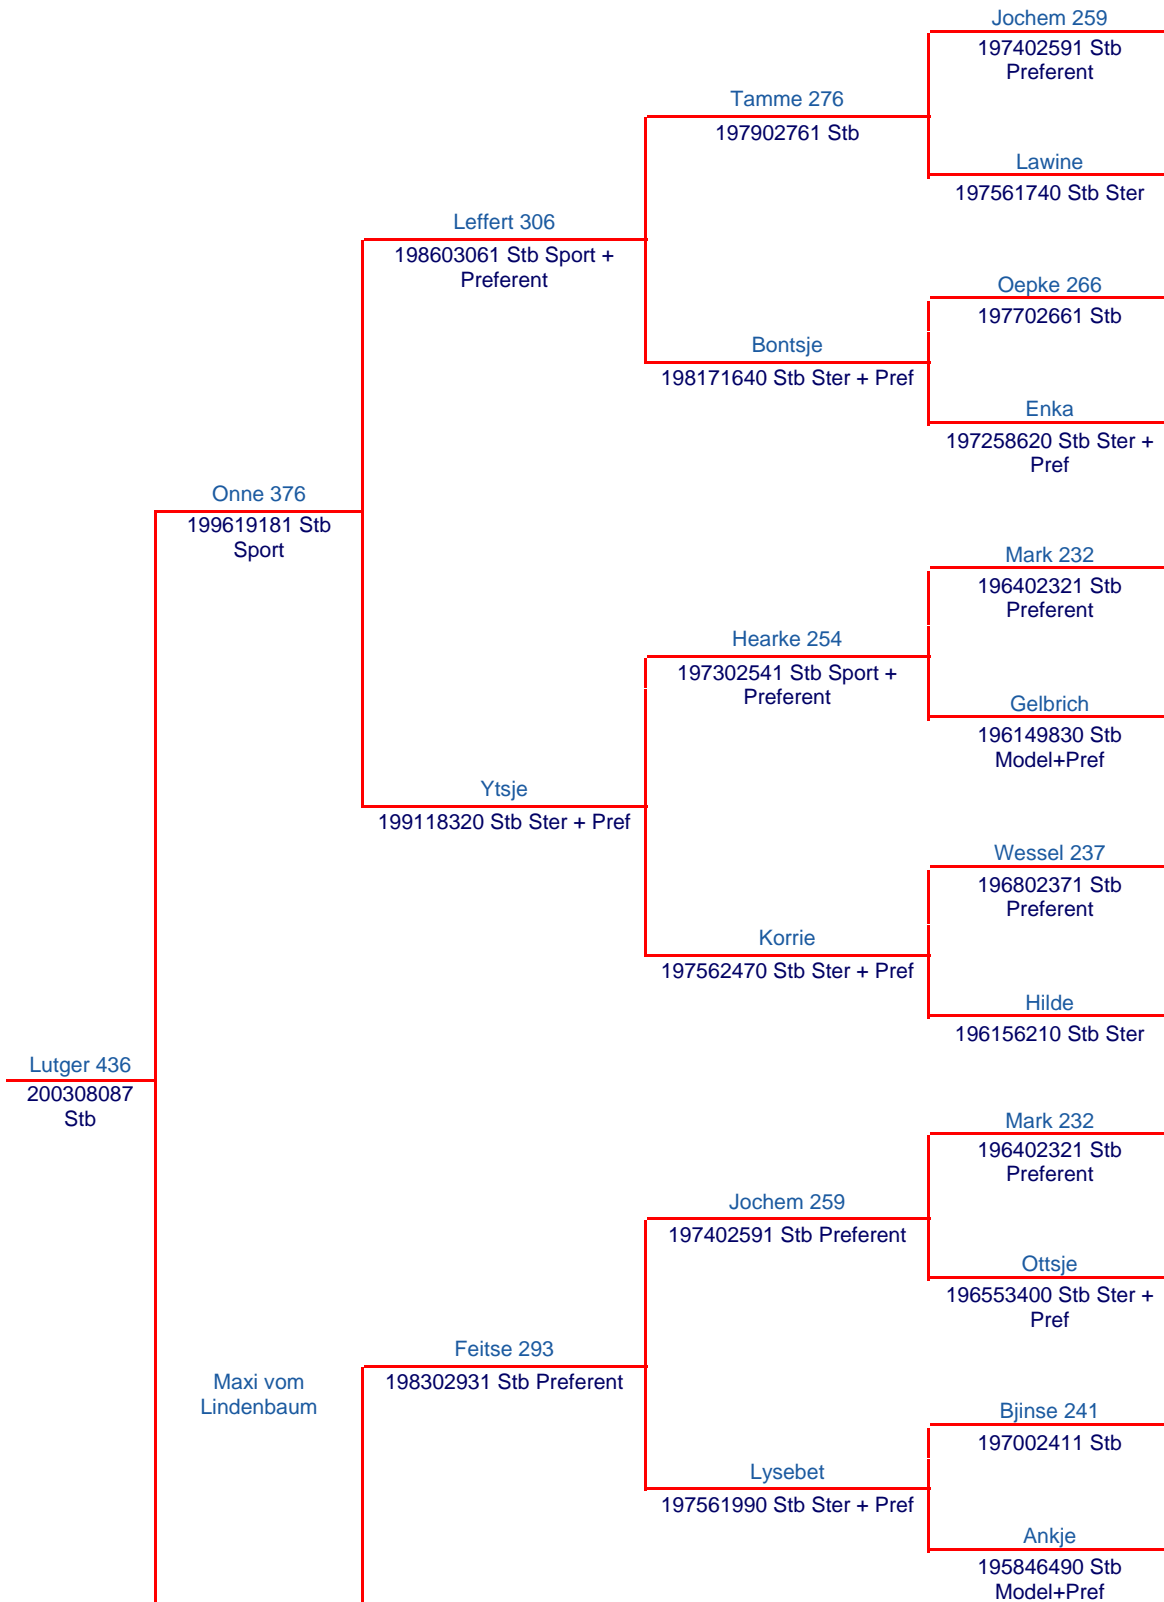 Jochem 259
197402591 Stb
Preferent
Tamme 276
197902761 Stb
Lawine
197561740 Stb Ster
Leffert 306
198603061 Stb Sport +
Preferent
Oepke 266
197702661 Stb
Bontsje
198171640 Stb Ster + Pref
Enka
197258620 Stb Ster +
Pref
Onne 376
199619181 Stb
Sport
Mark 232
196402321 Stb
Preferent
Hearke 254
197302541 Stb Sport +
Preferent
Gelbrich
196149830 Stb
Model+Pref
Ytsje
199118320 Stb Ster + Pref
Wessel 237
196802371 Stb
Preferent
Korrie
197562470 Stb Ster + Pref
Hilde
196156210 Stb Ster
Lutger 436
200308087
Stb
Mark 232
196402321 Stb
Preferent
Jochem 259
197402591 Stb Preferent
Ottsje
196553400 Stb Ster +
Pref
Feitse 293
198302931 Stb Preferent
Maxi vom
Lindenbaum
Bjinse 241
197002411 Stb
Lysebet
197561990 Stb Ster + Pref
Ankje
195846490 Stb
Model+Pref